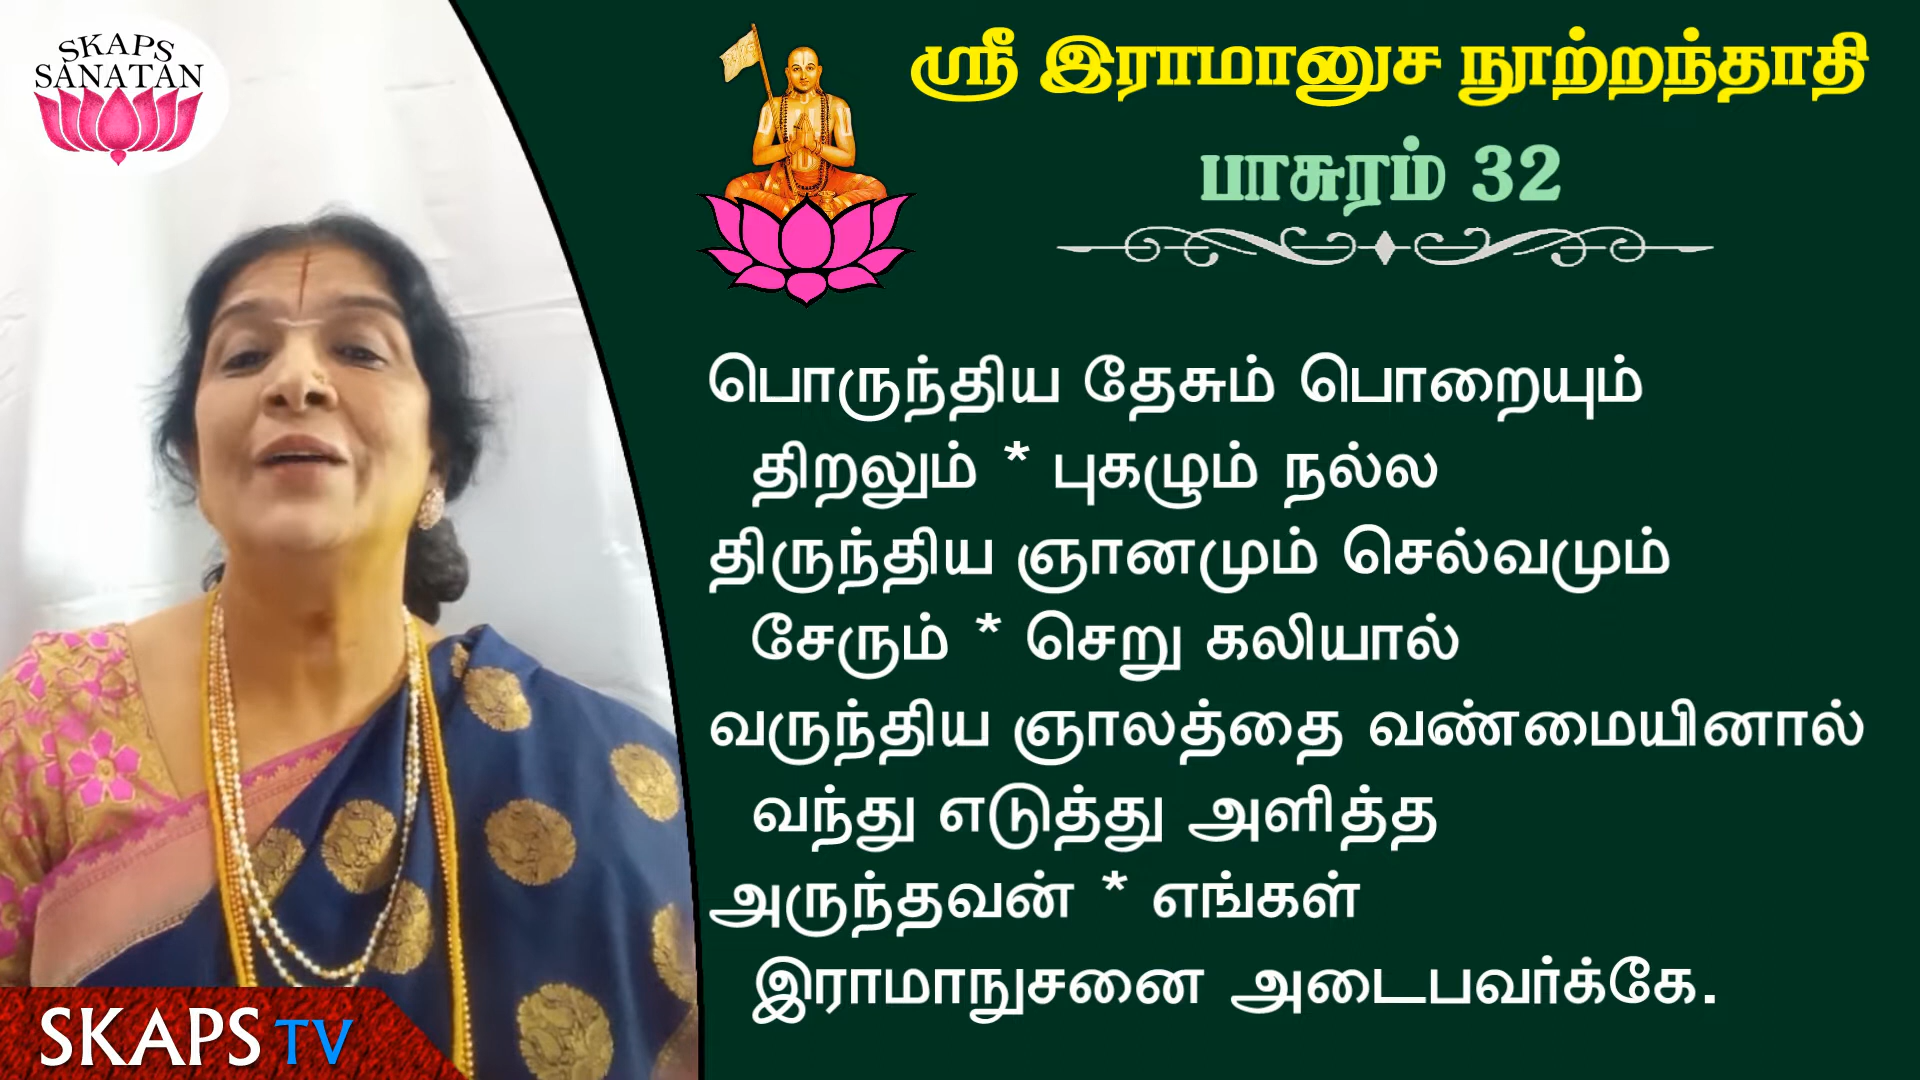 SKAPS
SANATAN
ஸ்ரீ இராமானுச நூற்றந்தாதி
பாசுரம் 32
பொருந்திய தேசும் பொறையும்
திறலும் * புகழும் நல்ல
திருந்திய ஞானமும் செல்வமும்
சேரும் * செறு கலியால்
வருந்திய ஞாலத்தை வண்மையினால்
வந்து எடுத்து அளித்த
அருந்தவன் * எங்கள்
இராமாநுசனை அடைபவர்க்கே.
SKAPS TV